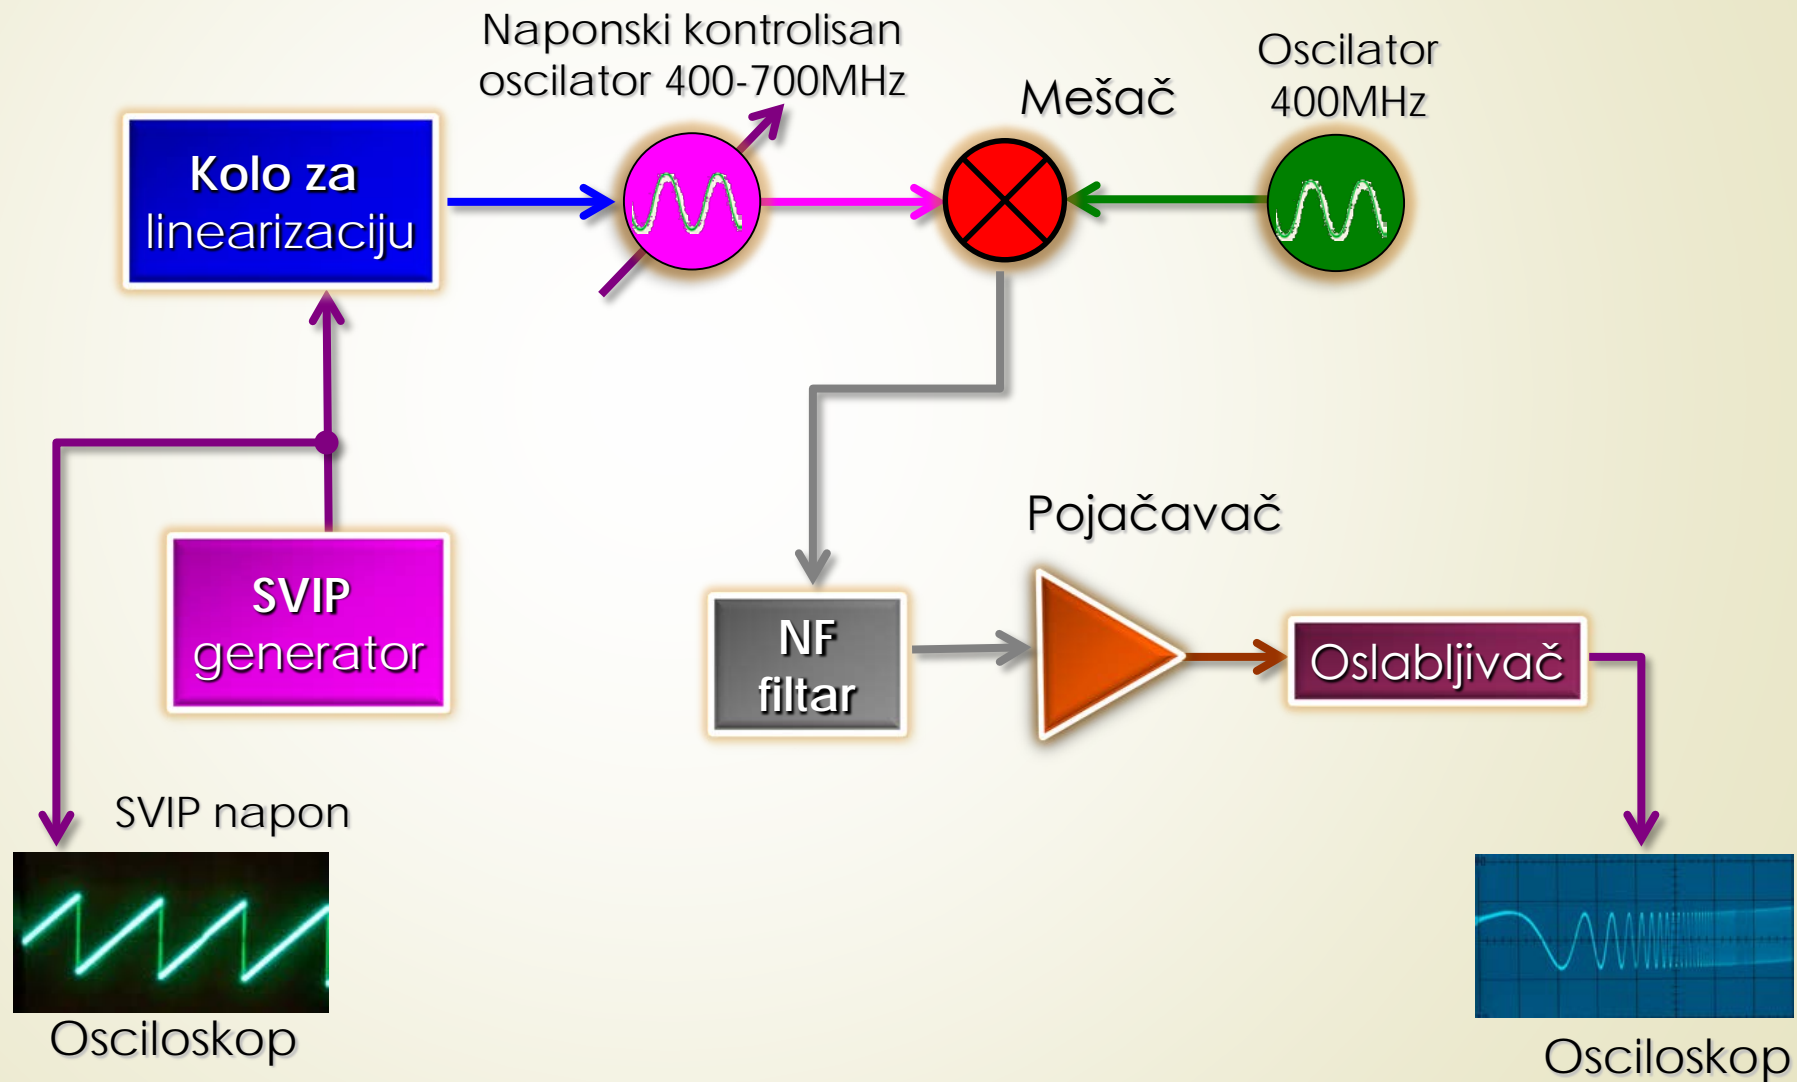 Naponski kontrolisan
oscilator 400-700MHz
Oscilator
400MHz
Mešač
Kolo za
linearizaciju
Pojačavač
SVIP
generator
NF
filtar
Oslabljivač
SVIP napon
Osciloskop
Osciloskop